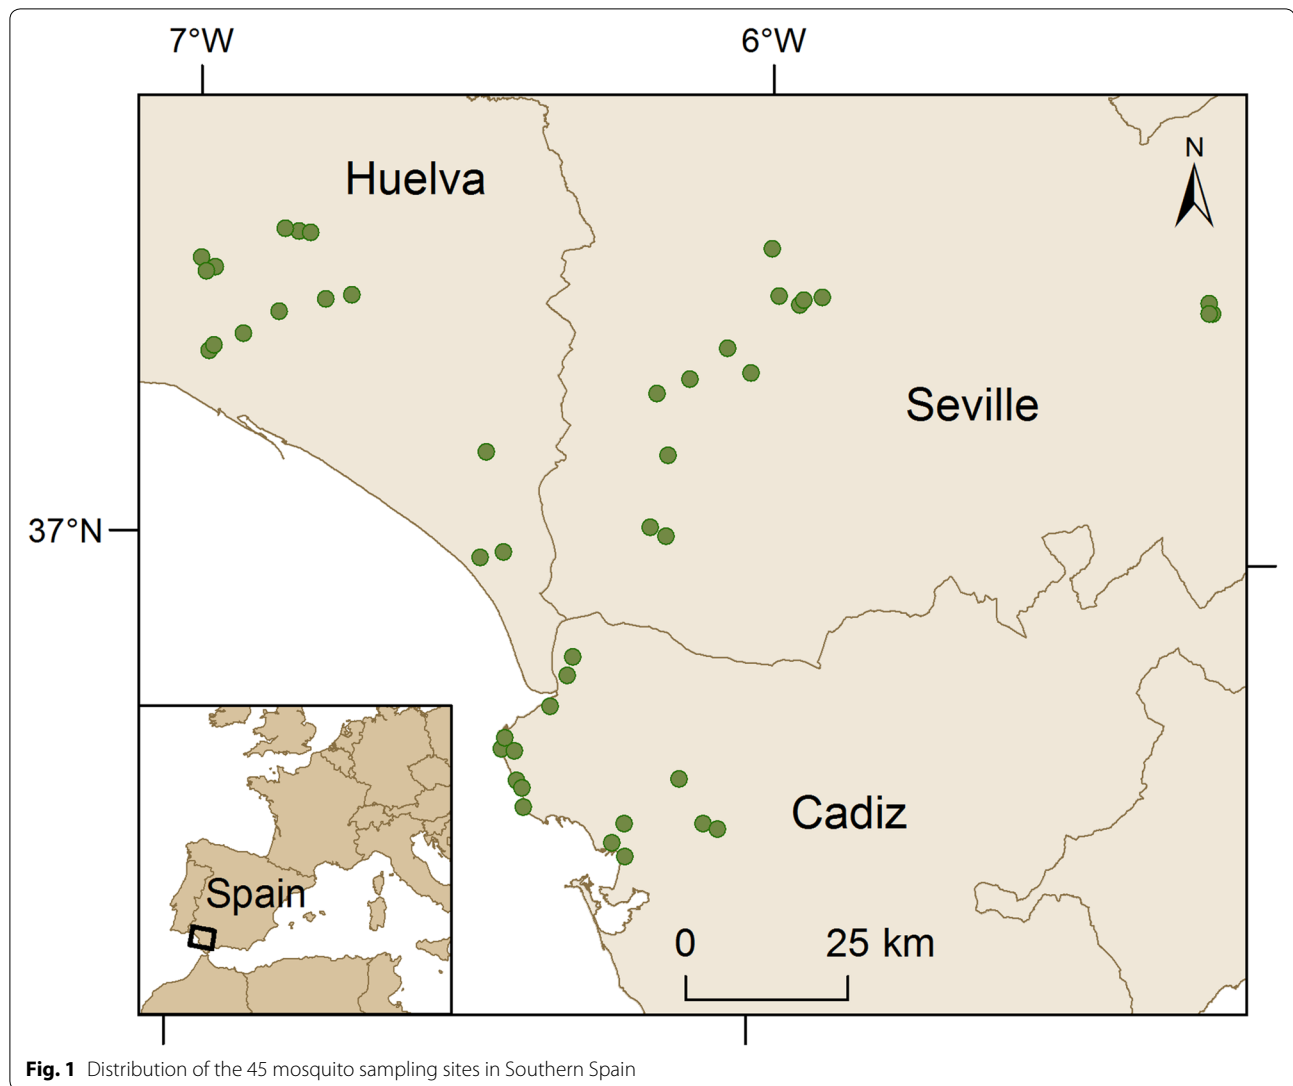 7°W 6°W
N
Huelva
Seville
37°N
Spain
Cadiz
0 25 km
Fig. 1 Distribution of the 45 mosquito sampling sites in Southern Spain